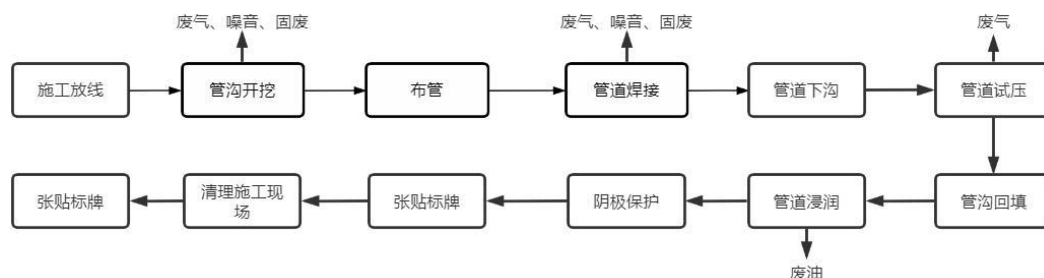 废气、噪音、固废
废气、噪音、固废
废气
施工放线
管沟开挖
布管
管道焊接
管道下沟
管道试压
张贴标牌
清理施工现
场
张贴标牌
阴极保护
管道浸润
管沟回填
废油